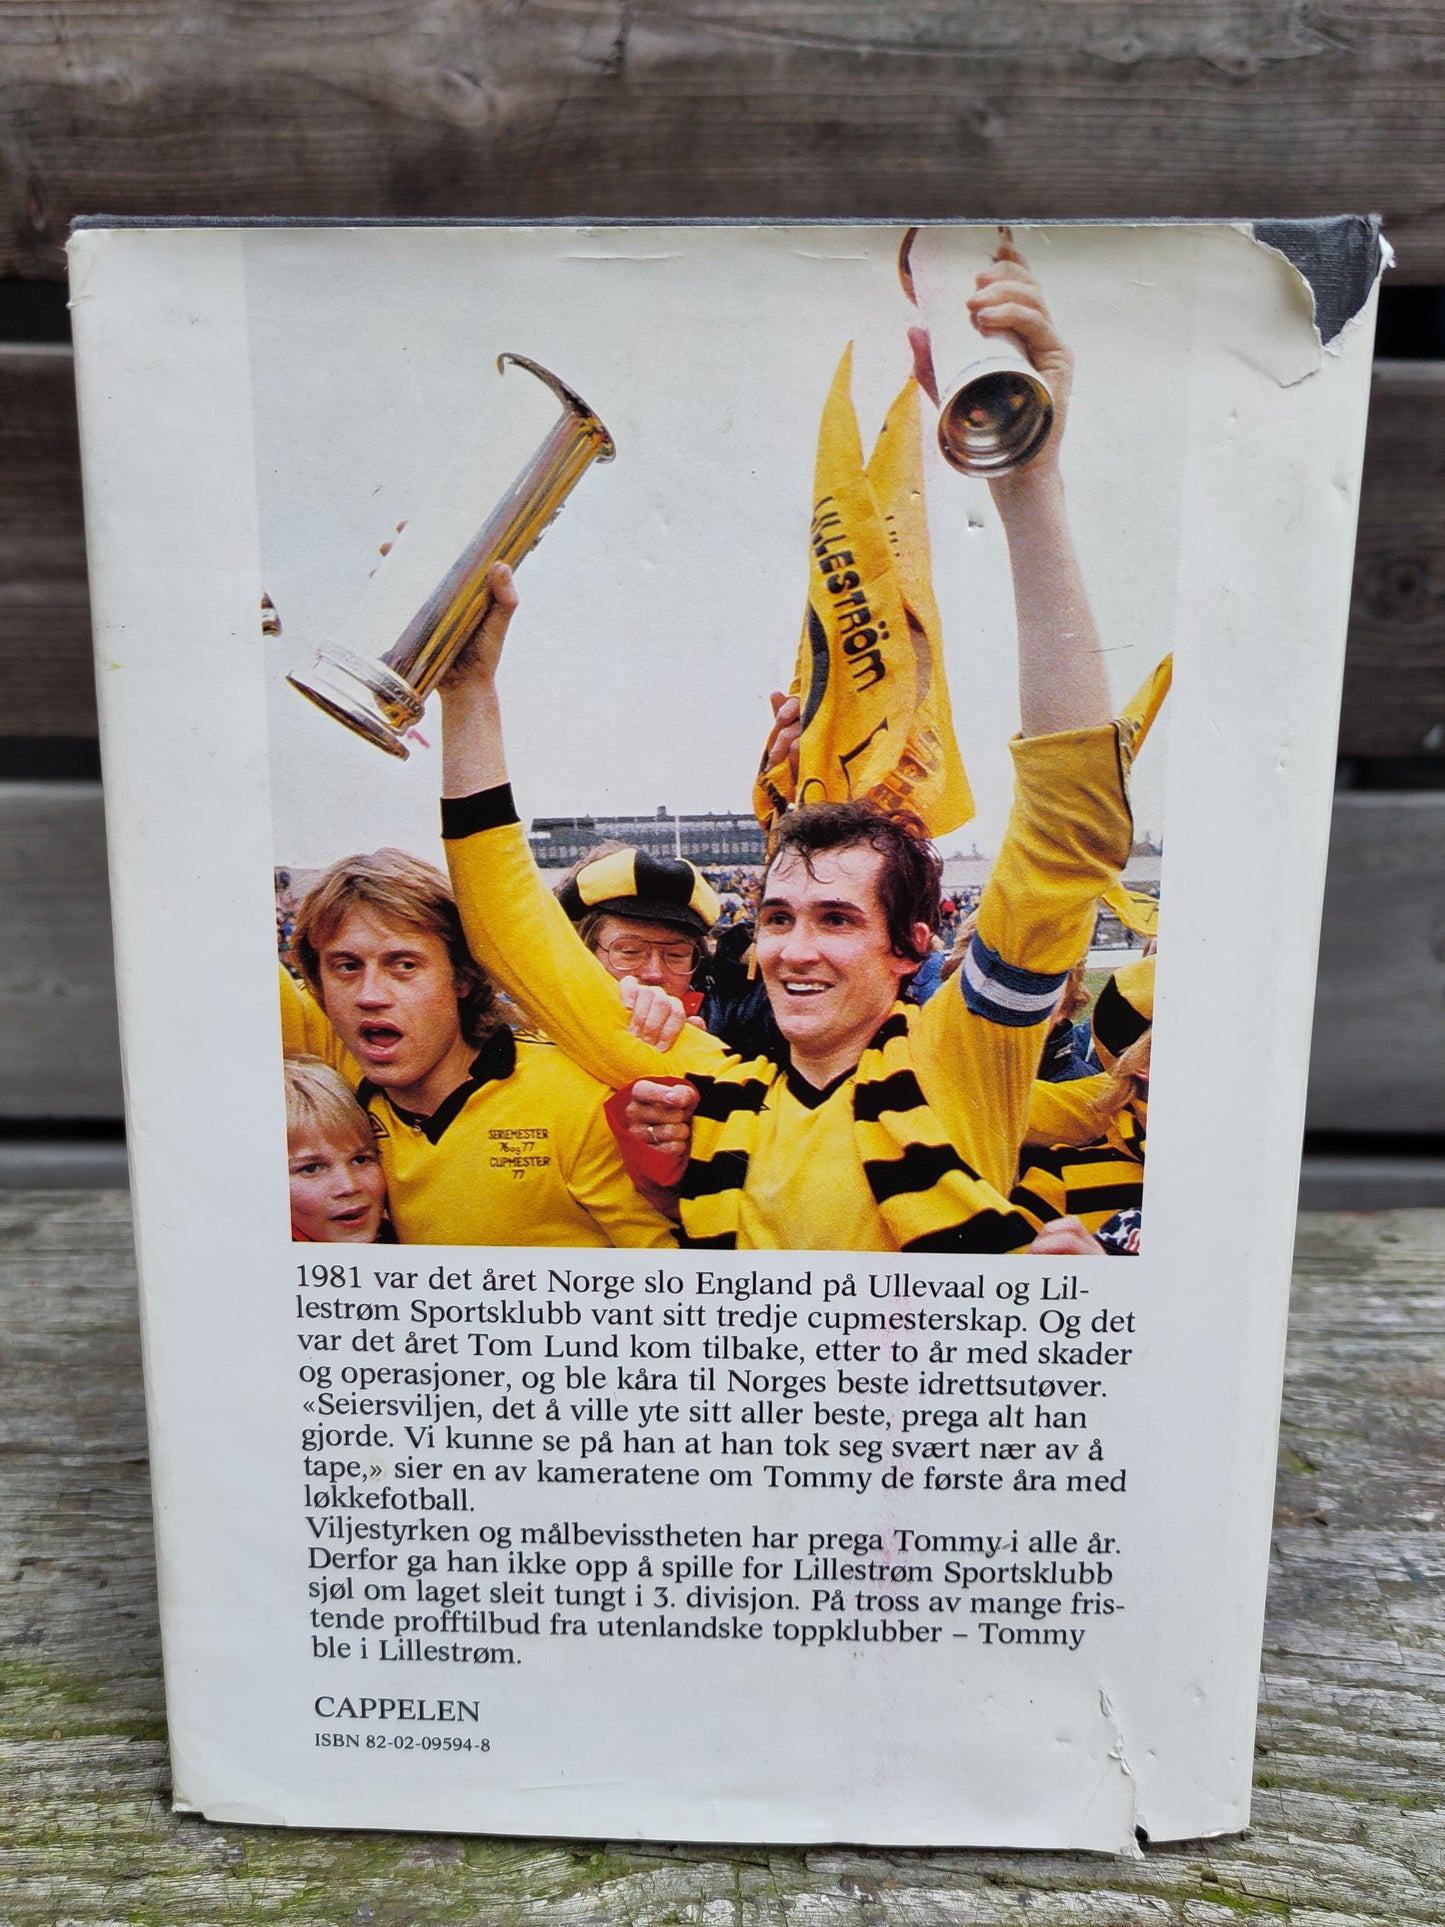 LILLESTRÖM
SERIEMESTER
76 og 77
CUPMESTER
77
1981 var det året Norge slo England på Ullevaal og Lil-
lestrøm Sportsklubb vant sitt tredje cupmesterskap. Og det
var det året Tom Lund kom tilbake, etter to år med skader
og operasjoner, og ble kåra til Norges beste idrettsutøver.
«Seiersviljen, det å ville yte sitt aller beste, prega alt han
gjorde. Vi kunne se på han at han tok seg svært nær av å
tape,» sier en av kameratene om Tommy de første åra med
løkkefotball.
Viljestyrken og målbevisstheten har prega Tommy i alle år.
Derfor ga han ikke opp å spille for Lillestrøm Sportsklubb
sjøl om laget sleit tungt i 3. divisjon. På tross av mange fris-
tende profftilbud fra utenlandske toppklubber – Tommy
ble i Lillestrøm.
CAPPELEN
ISBN 82-02-09594-8